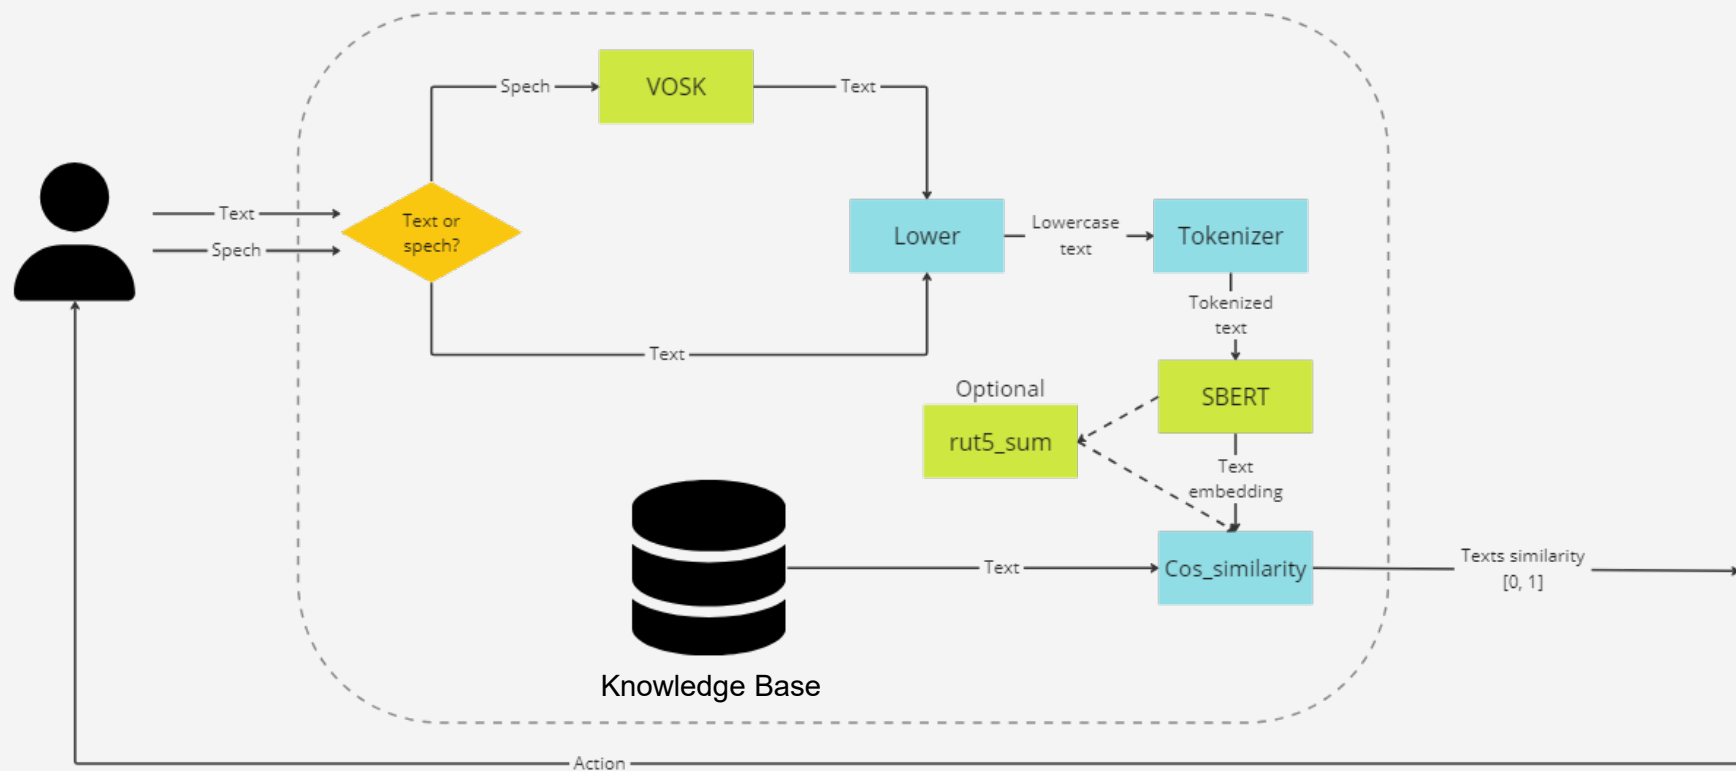 Spech
VOSK
Text
Text
Spech
Text or
spech?
Lower
Lowercase
text
Tokenizer
Tokenized
text
Text
Optional
rut5_sum
SBERT
Text
embedding
Text
Cos_similarity
Texts similarity
[0, 1]
Knowledge Base
Action